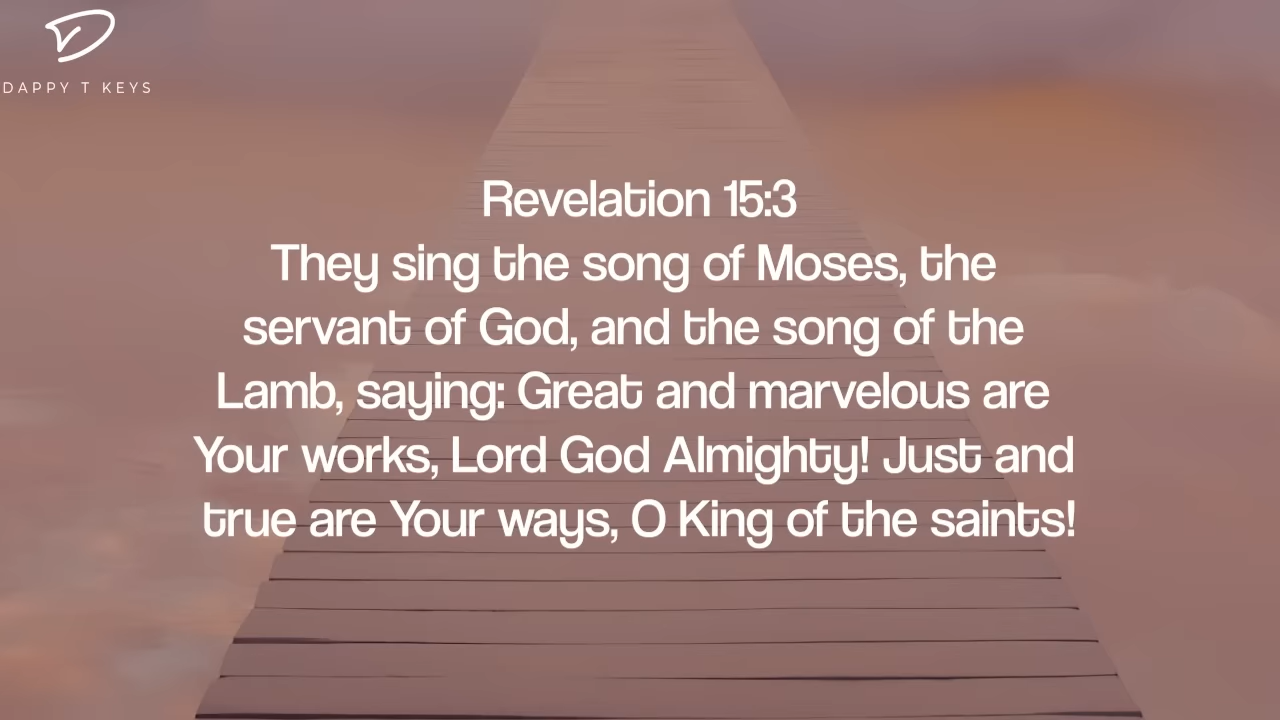 DAPPY T KEYS
Revelation 15:3
They sing the song of Moses, the
servant of God, and the song of the
Lamb, saying: Great and marvelous are
Your works, Lord God Almighty! Just and
true are Your ways, O King of the saints!